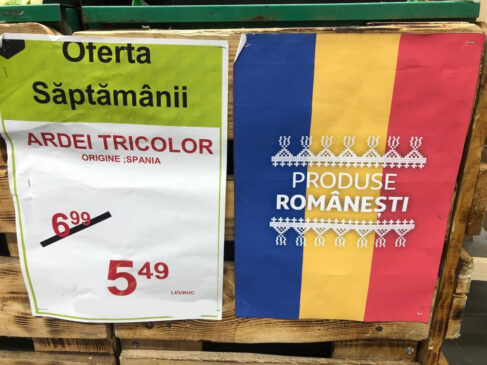 Oferta
Săptămânii
ARDEI TRICOLOR
ORIGINE ;SPANIA
6 99
5 49
LEI/BUC
PRODUSE
ROMÂNEȘTI